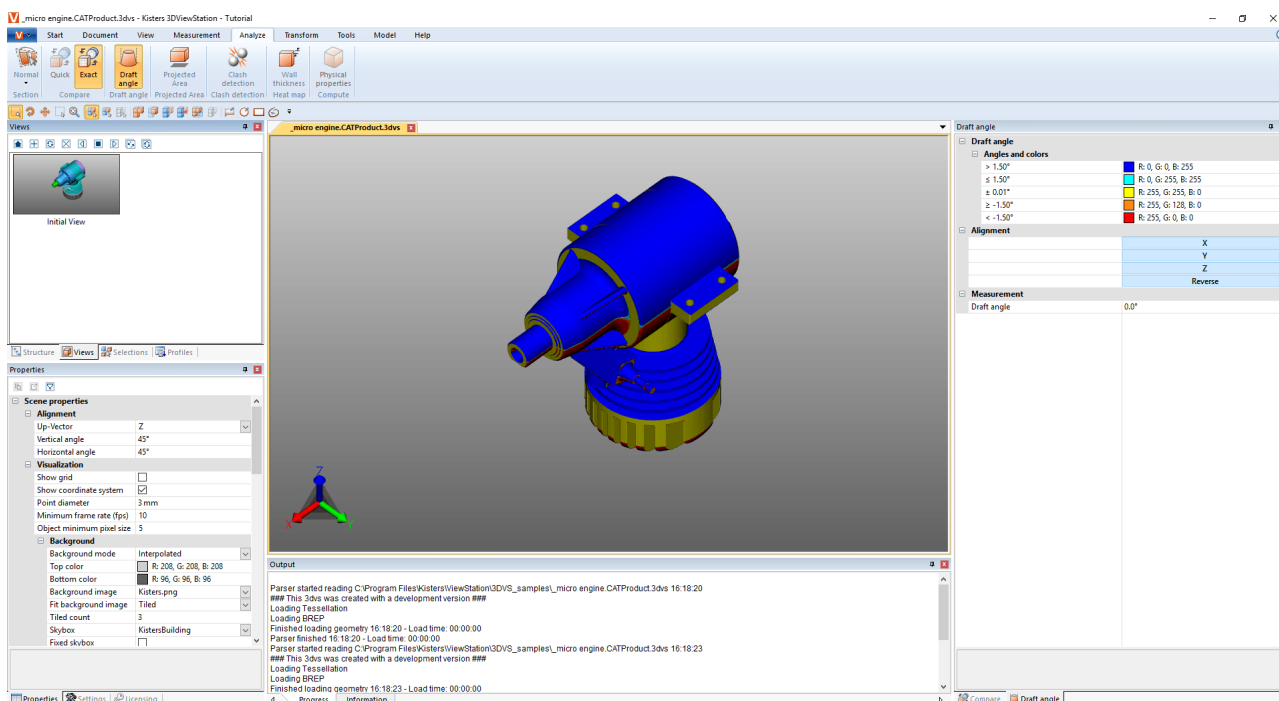 _micro engine.CATProduct.3dvs - Kisters 3DViewStation - Tutorial
Start Document View Measurement Analyze Transform Tools Model Help
Normal Quick Exact Draft angle Projected Area Clash detection Wall thickness Physical properties
Section Compare Draft angle Projected Area Clash detection Heat map Compute
Views
Initial View
Structure Views Selections Profiles
Properties
Scene properties
Alignment
Up-Vector Z
Vertical angle 45°
Horizontal angle 45°
Visualization
Show grid
Show coordinate system
Point diameter 3 mm
Minimum frame rate (fps) 10
Object minimum pixel size 5
Background
Background mode Interpolated
Top color R: 208, G: 208, B: 208
Bottom color R: 96, G: 96, B: 96
Background image Kisters.png
Fit background image Tiled
Tiled count 3
Skybox KistersBuilding
Fixed skybox
Properties Settings Licensing
_micro engine.CATProduct.3dvs
Z
X
Y
Output
Parser started reading C:\Program Files\Kisters\ViewStation\3DVS_samples\_micro engine.CATProduct.3dvs 16:18:20
### This 3dvs was created with a development version ###
Loading Tessellation
Loading BREP
Finished loading geometry 16:18:20 - Load time: 00:00:00
Parser finished 16:18:20 - Load time: 00:00:00
Parser started reading C:\Program Files\Kisters\ViewStation\3DVS_samples\_micro engine.CATProduct.3dvs 16:18:23
### This 3dvs was created with a development version ###
Loading Tessellation
Loading BREP
Finished loading geometry 16:18:23 - Load time: 00:00:00
Progress Information
Draft angle
Draft angle
Angles and colors
> 1.50° R: 0, G: 0, B: 255
≤ 1.50° R: 0, G: 255, B: 255
± 0.01° R: 255, G: 255, B: 0
≥ -1.50° R: 255, G: 128, B: 0
< -1.50° R: 255, G: 0, B: 0
Alignment
X
Y
Z
Reverse
Measurement
Draft angle 0.0°
Compare Draft angle